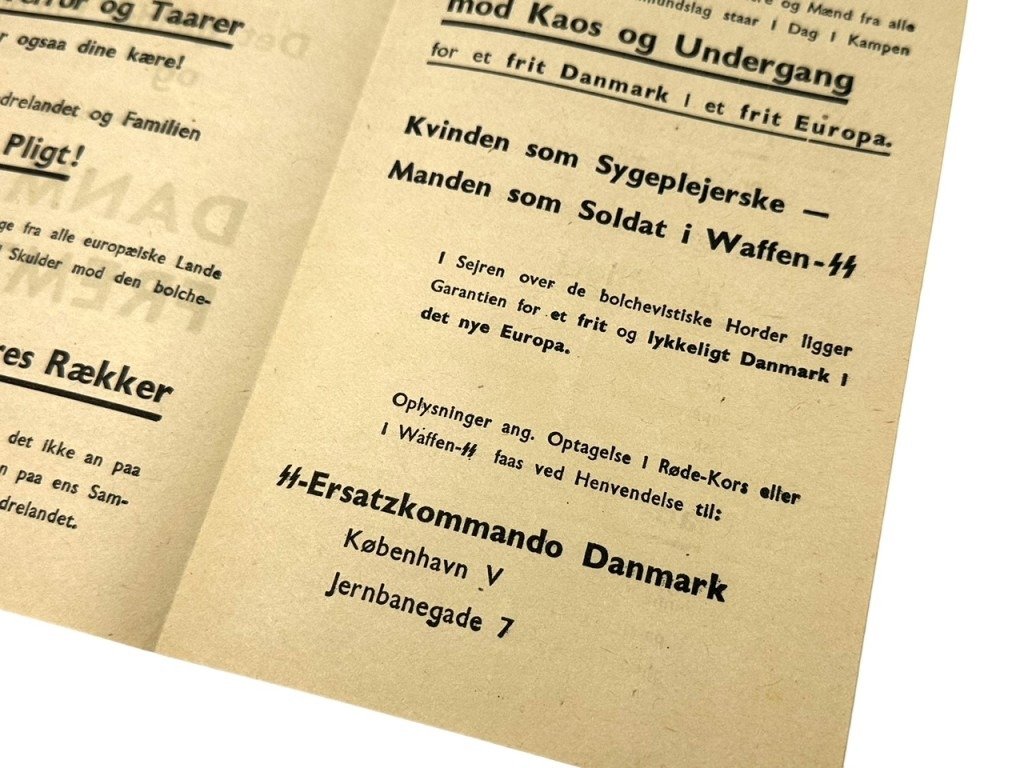 og Taarer
ogsaa dine kære!
drelandet og Familien
Pligt!
ge fra alle europæiske Lande
Skulder mod den bolche-
res Rækker
det ikke an paa
n paa ens Sam-
drelandet.
og Mænd fra alle
staar i Dag i Kampen
mod Kaos og Undergang
for et frit Danmark i et frit Europa.
Kvinden som Sygeplejerske —
Manden som Soldat i Waffen-SS
I Sejren over de bolchevistiske Horder ligger
Garantien for et frit og lykkeligt Danmark i
det nye Europa.
Oplysninger ang. Optagelse i Røde-Kors eller
i Waffen-SS faas ved Henvendelse til:
SS-Ersatzkommando Danmark
København V
Jernbanegade 7